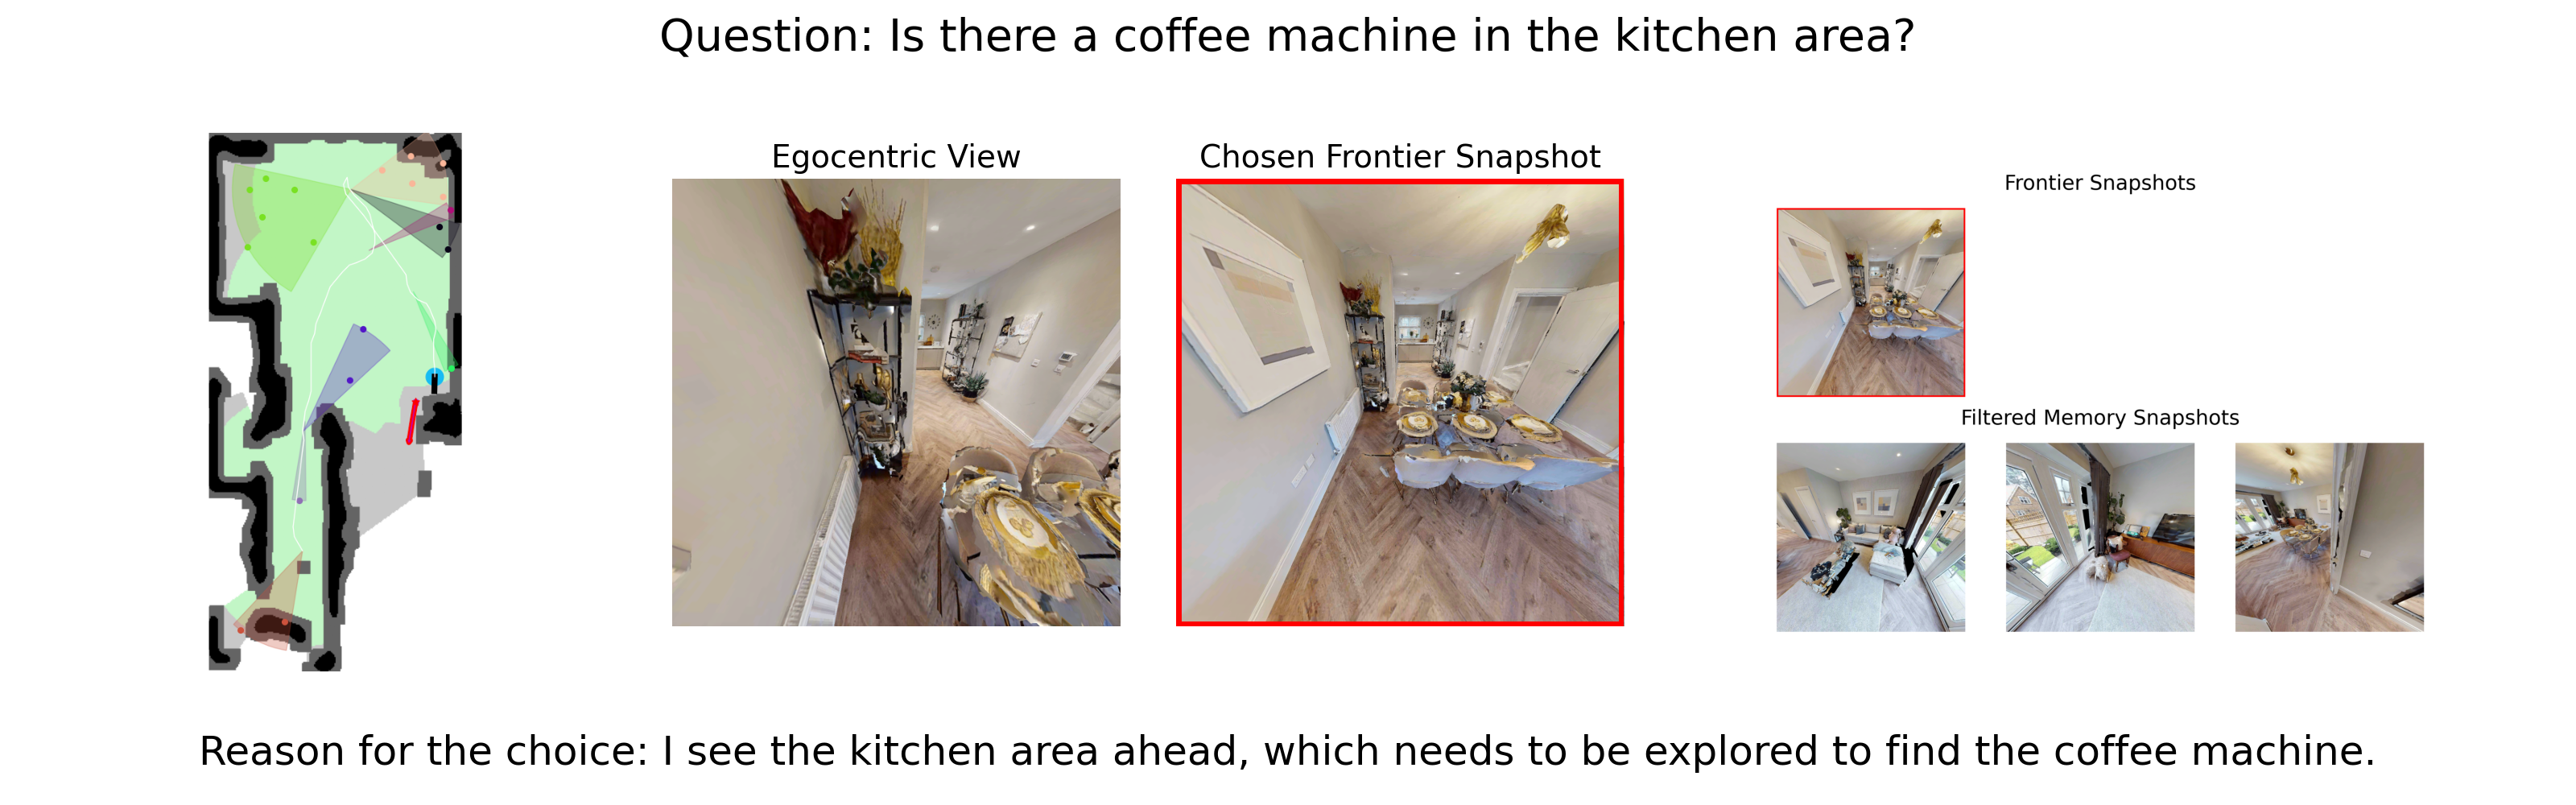 Question: Is there a coffee machine in the kitchen area?
Egocentric View
Chosen Frontier Snapshot
Frontier Snapshots
Filtered Memory Snapshots
Reason for the choice: I see the kitchen area ahead, which needs to be explored to find the coffee machine.